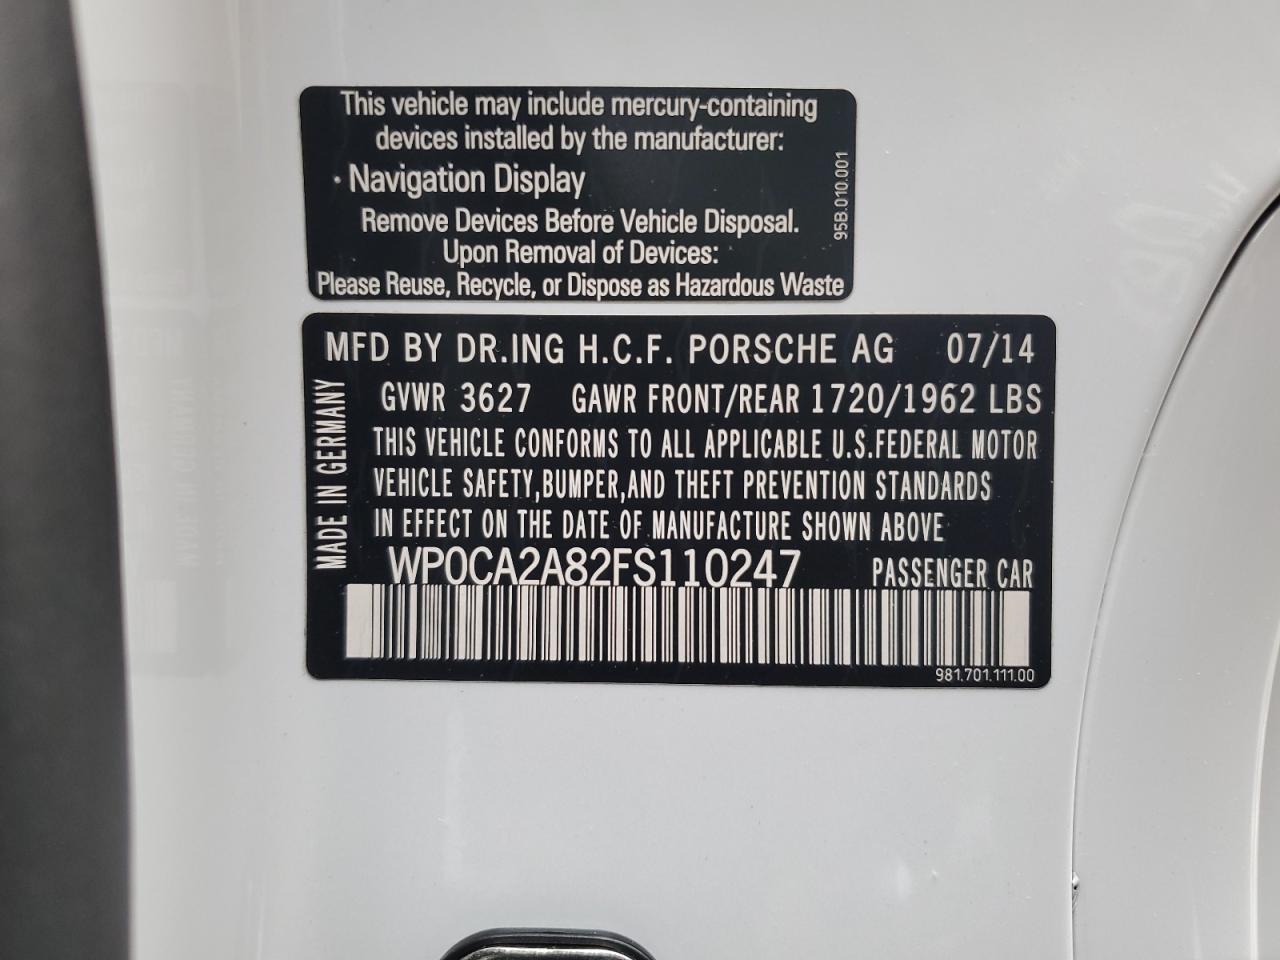 This vehicle may include mercury-containing
devices installed by the manufacturer:
· Navigation Display
Remove Devices Before Vehicle Disposal.
Upon Removal of Devices:
Please Reuse, Recycle, or Dispose as Hazardous Waste
95B.010.001
MFD BY DR.ING H.C.F. PORSCHE AG 07/14
GVWR 3627 GAWR FRONT/REAR 1720/1962 LBS
THIS VEHICLE CONFORMS TO ALL APPLICABLE U.S.FEDERAL MOTOR
VEHICLE SAFETY,BUMPER,AND THEFT PREVENTION STANDARDS
IN EFFECT ON THE DATE OF MANUFACTURE SHOWN ABOVE
MADE IN GERMANY
WP0CA2A82FS110247 PASSENGER CAR
981.701.111.00